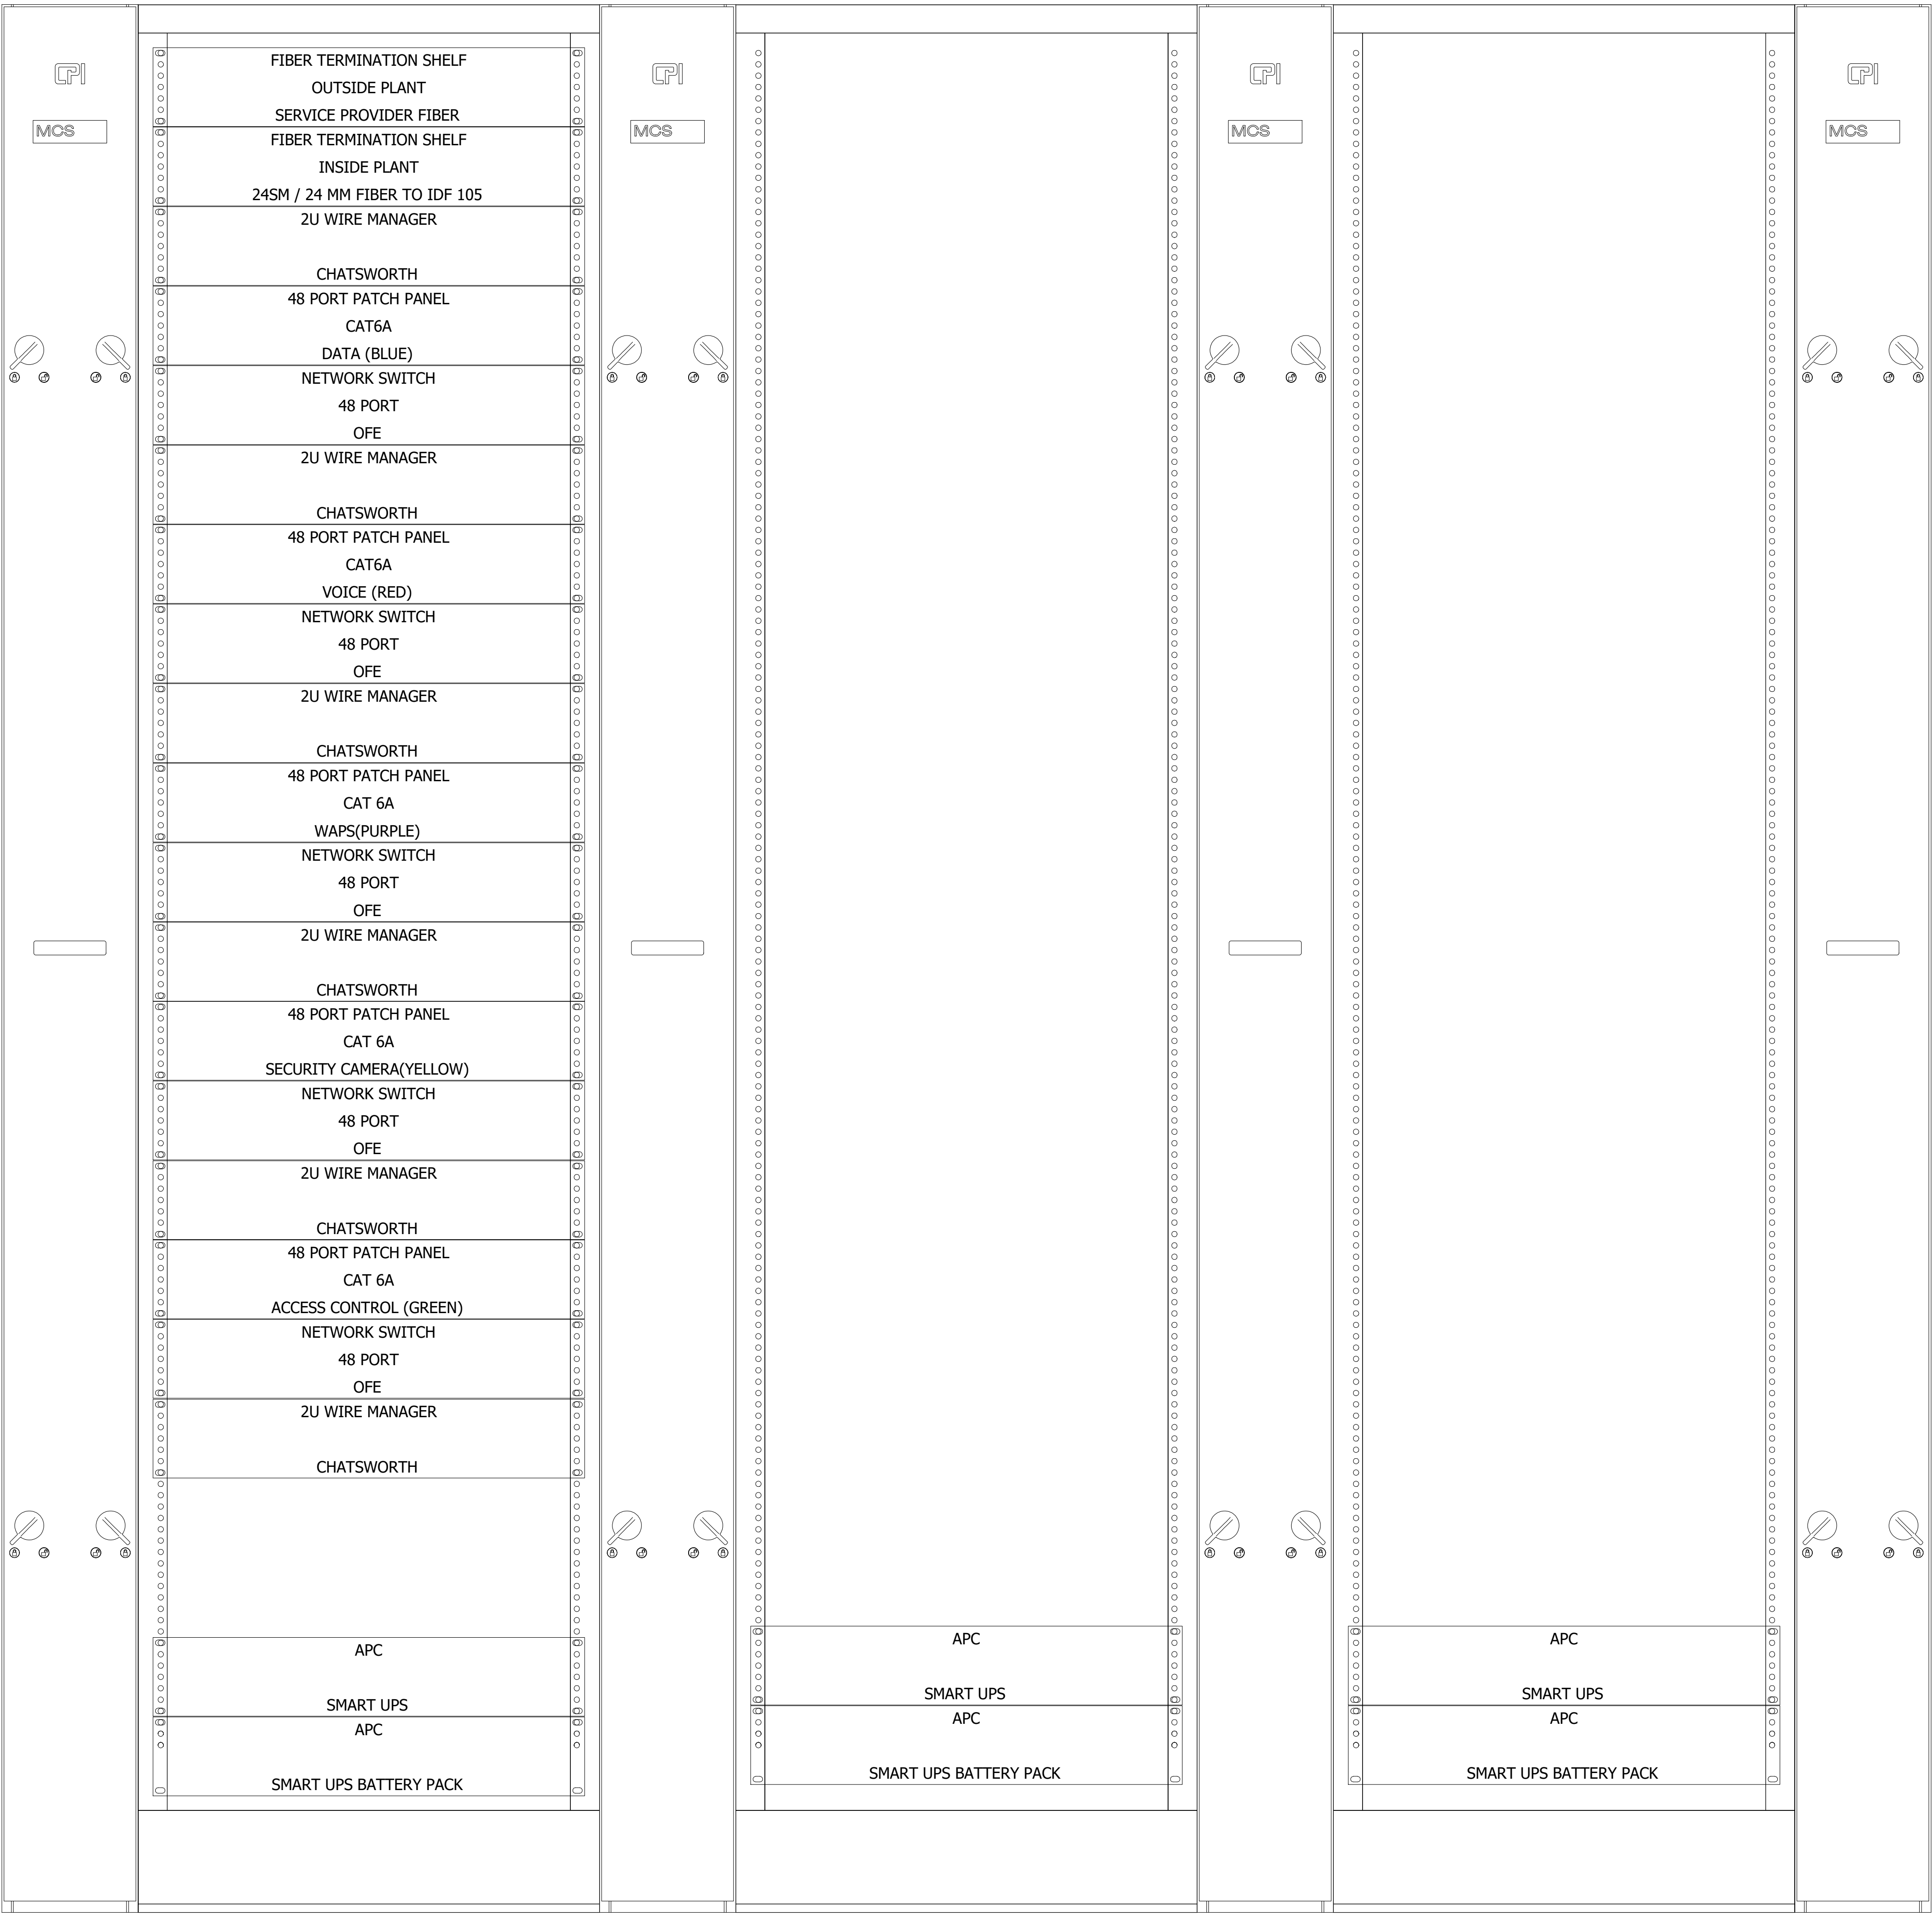 CPI
MCS
CPI
MCS
CPI
MCS
CPI
MCS
FIBER TERMINATION SHELF
OUTSIDE PLANT
SERVICE PROVIDER FIBER
FIBER TERMINATION SHELF
INSIDE PLANT
24SM / 24 MM FIBER TO IDF 105
2U WIRE MANAGER
CHATSWORTH
48 PORT PATCH PANEL
CAT6A
DATA (BLUE)
NETWORK SWITCH
48 PORT
OFE
2U WIRE MANAGER
CHATSWORTH
48 PORT PATCH PANEL
CAT6A
VOICE (RED)
NETWORK SWITCH
48 PORT
OFE
2U WIRE MANAGER
CHATSWORTH
48 PORT PATCH PANEL
CAT 6A
WAPS(PURPLE)
NETWORK SWITCH
48 PORT
OFE
2U WIRE MANAGER
CHATSWORTH
48 PORT PATCH PANEL
CAT 6A
SECURITY CAMERA(YELLOW)
NETWORK SWITCH
48 PORT
OFE
2U WIRE MANAGER
CHATSWORTH
48 PORT PATCH PANEL
CAT 6A
ACCESS CONTROL (GREEN)
NETWORK SWITCH
48 PORT
OFE
2U WIRE MANAGER
CHATSWORTH
APC
SMART UPS
APC
SMART UPS BATTERY PACK
APC
SMART UPS
APC
SMART UPS BATTERY PACK
APC
SMART UPS
APC
SMART UPS BATTERY PACK